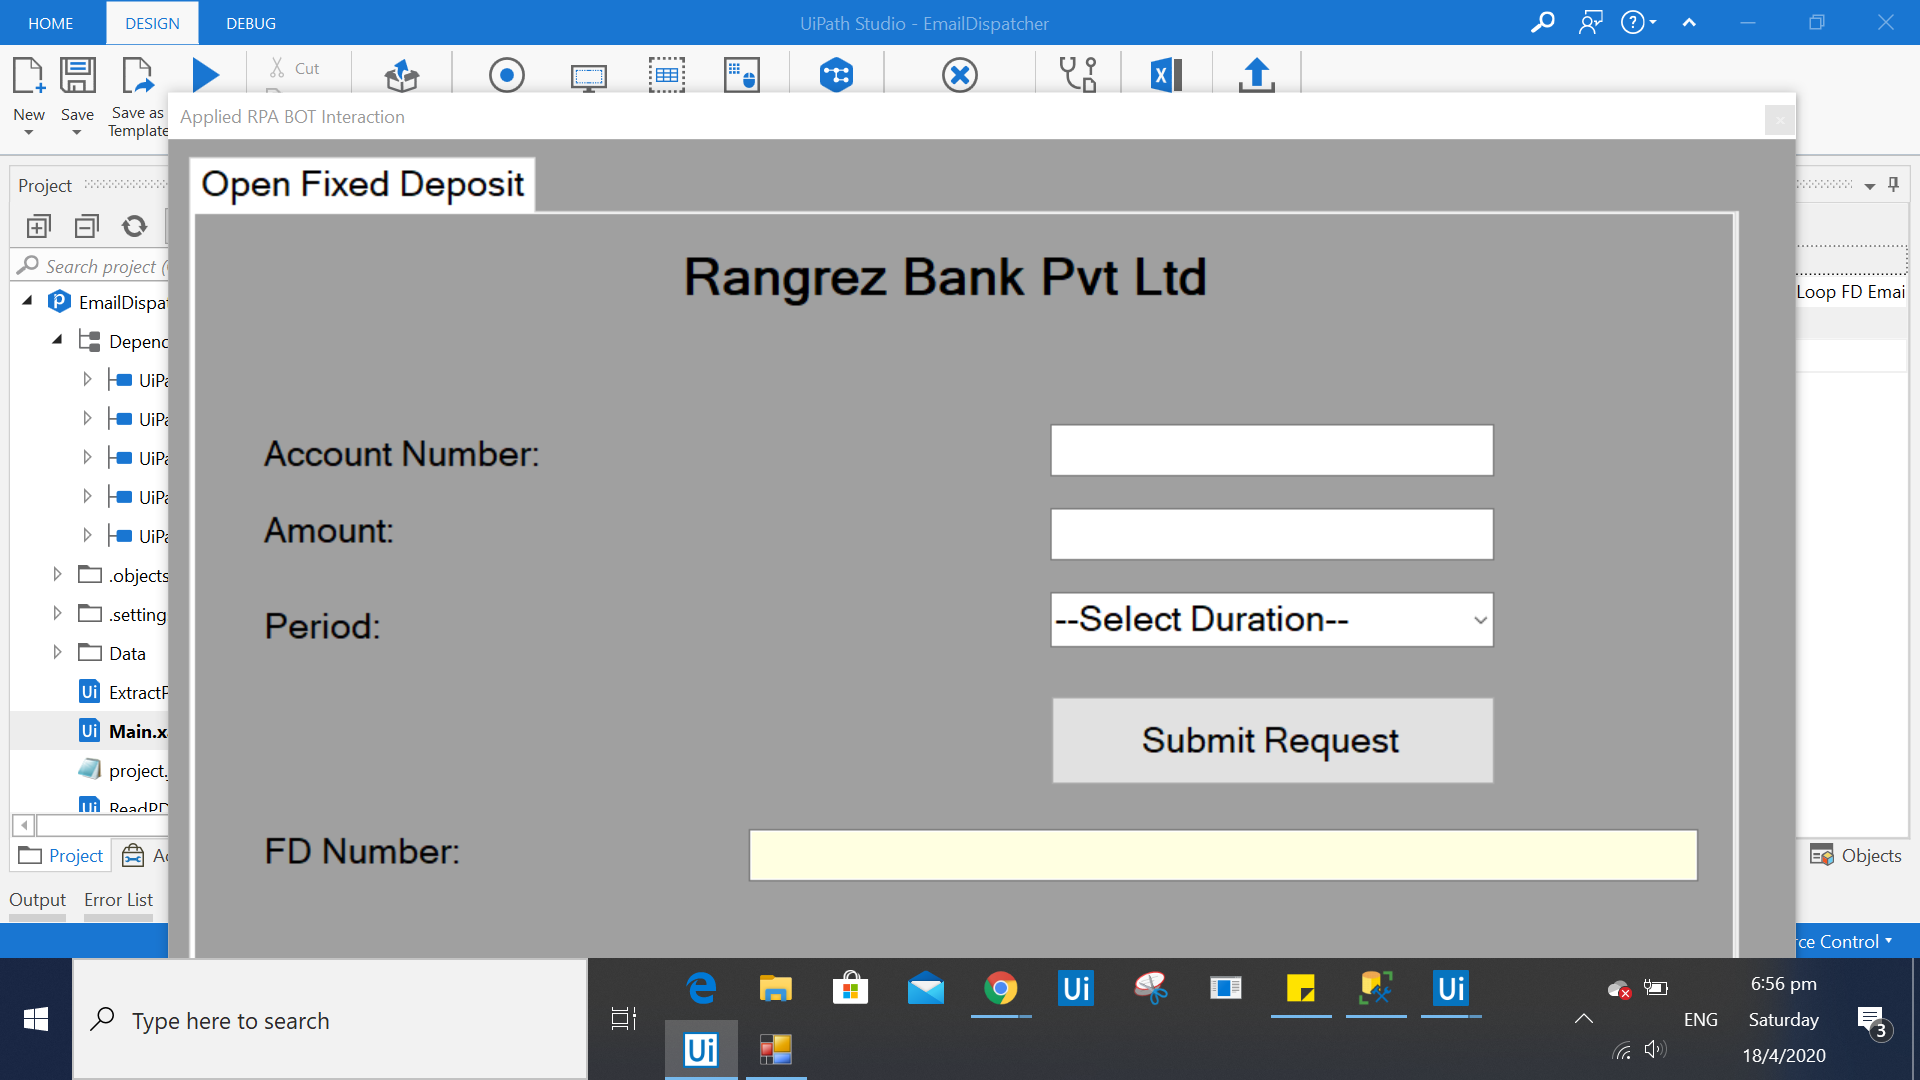 HOME DESIGN DEBUG UiPath Studio - EmailDispatcher
New Save Save as Template Cut
Applied RPA BOT Interaction
Project
Search project (
Open Fixed Deposit
Rangrez Bank Pvt Ltd
EmailDispat
Loop FD Emai
Depend
UiPa
UiPa
UiPa
UiPa
UiPa
.objects
.setting
Data
ExtractP
Main.x
project.
ReadPD
Account Number:
Amount:
Period: --Select Duration--
Submit Request
FD Number:
Project Ac Objects
Output Error List
rce Control
Type here to search
6:56 pm
ENG Saturday 3
18/4/2020